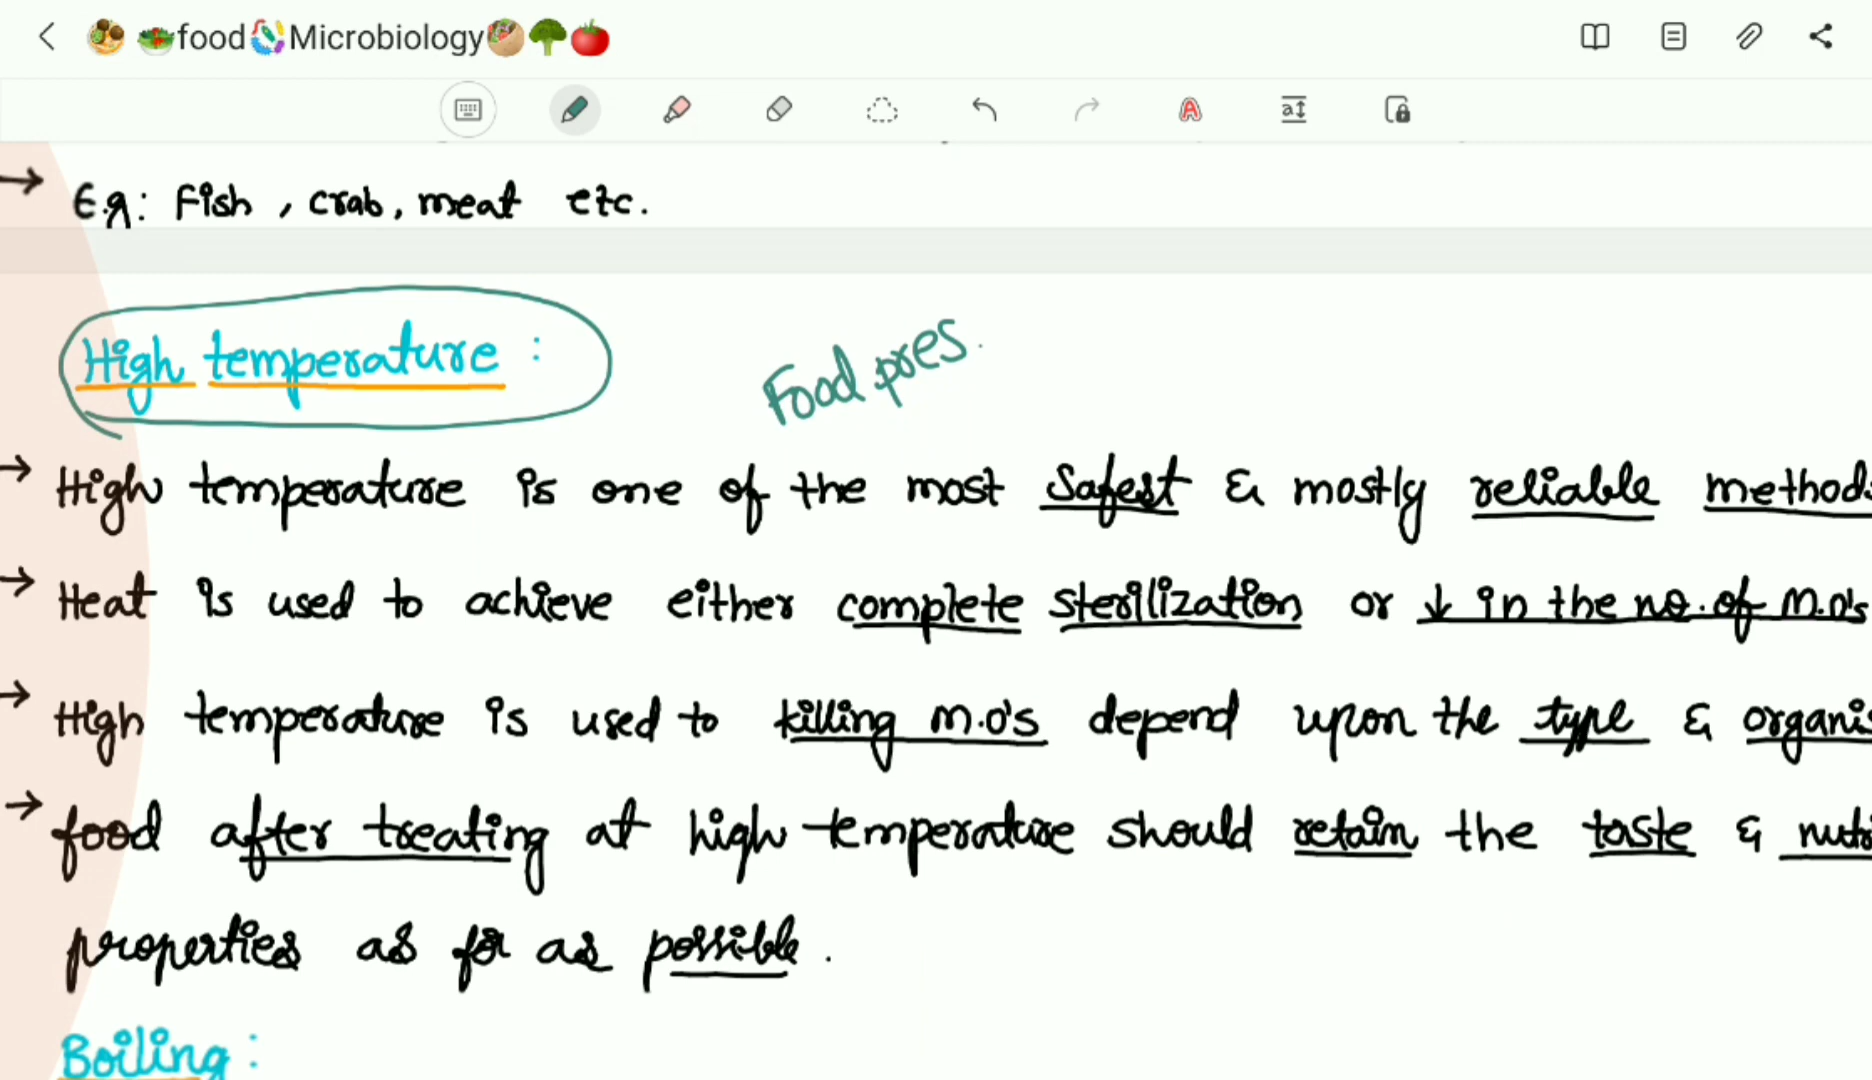 food Microbiology
→ E.g: Fish, crab, meat etc.
High temperature :
Food pres.
→ High temperature is one of the most safest & mostly reliable method
→ Heat is used to achieve either complete sterilization or ↓ in the no. of M.O's
→ High temperature is used to killing M.O's depend upon the type &
→ food after treating at high temperature should retain the taste &
properties as far as possible.
Boiling :